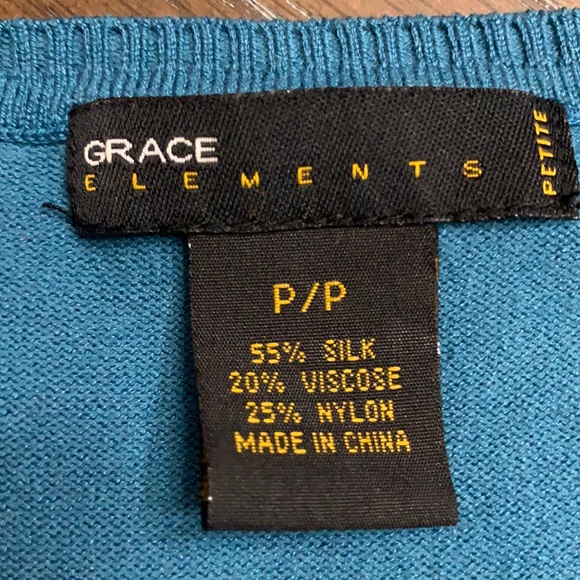 GRACE
ELEMENTS
PETITE
P/P
55% SILK
20% VISCOSE
25% NYLON
MADE IN CHINA